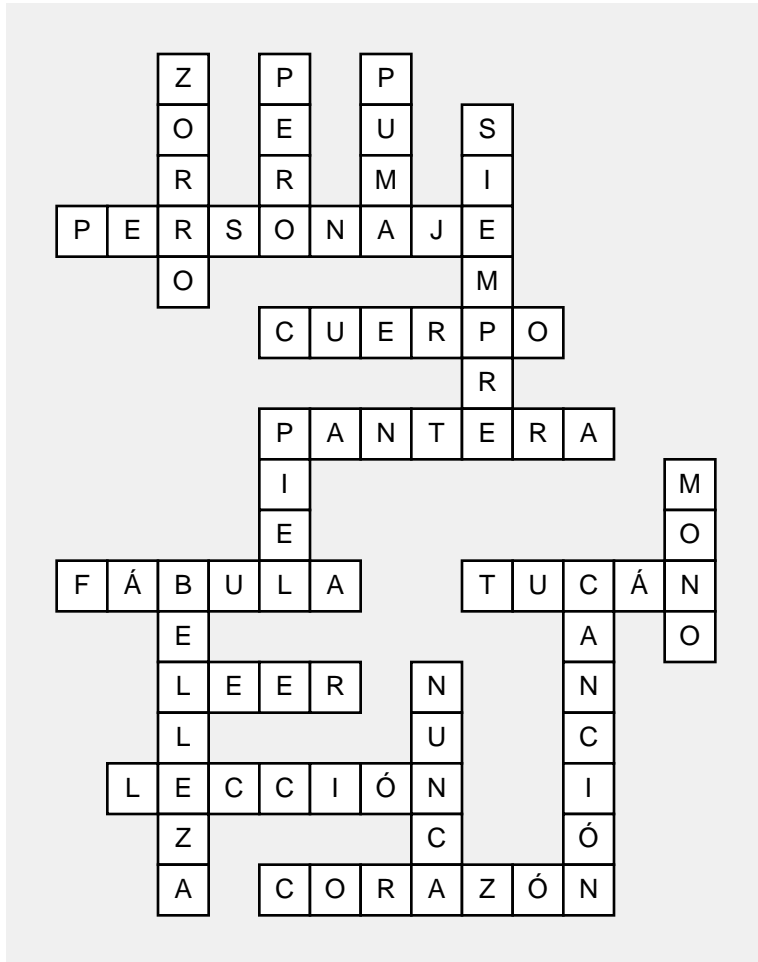 Z P P
O E U S
R R M I
P E R S O N A J E
O M
C U E R P O
R
P A N T E R A
I M
E O
F Á B U L A T U C Á N
E A O
L E E R N N
L U C
L E C C I Ó N I
Z C Ó
A C O R A Z Ó N